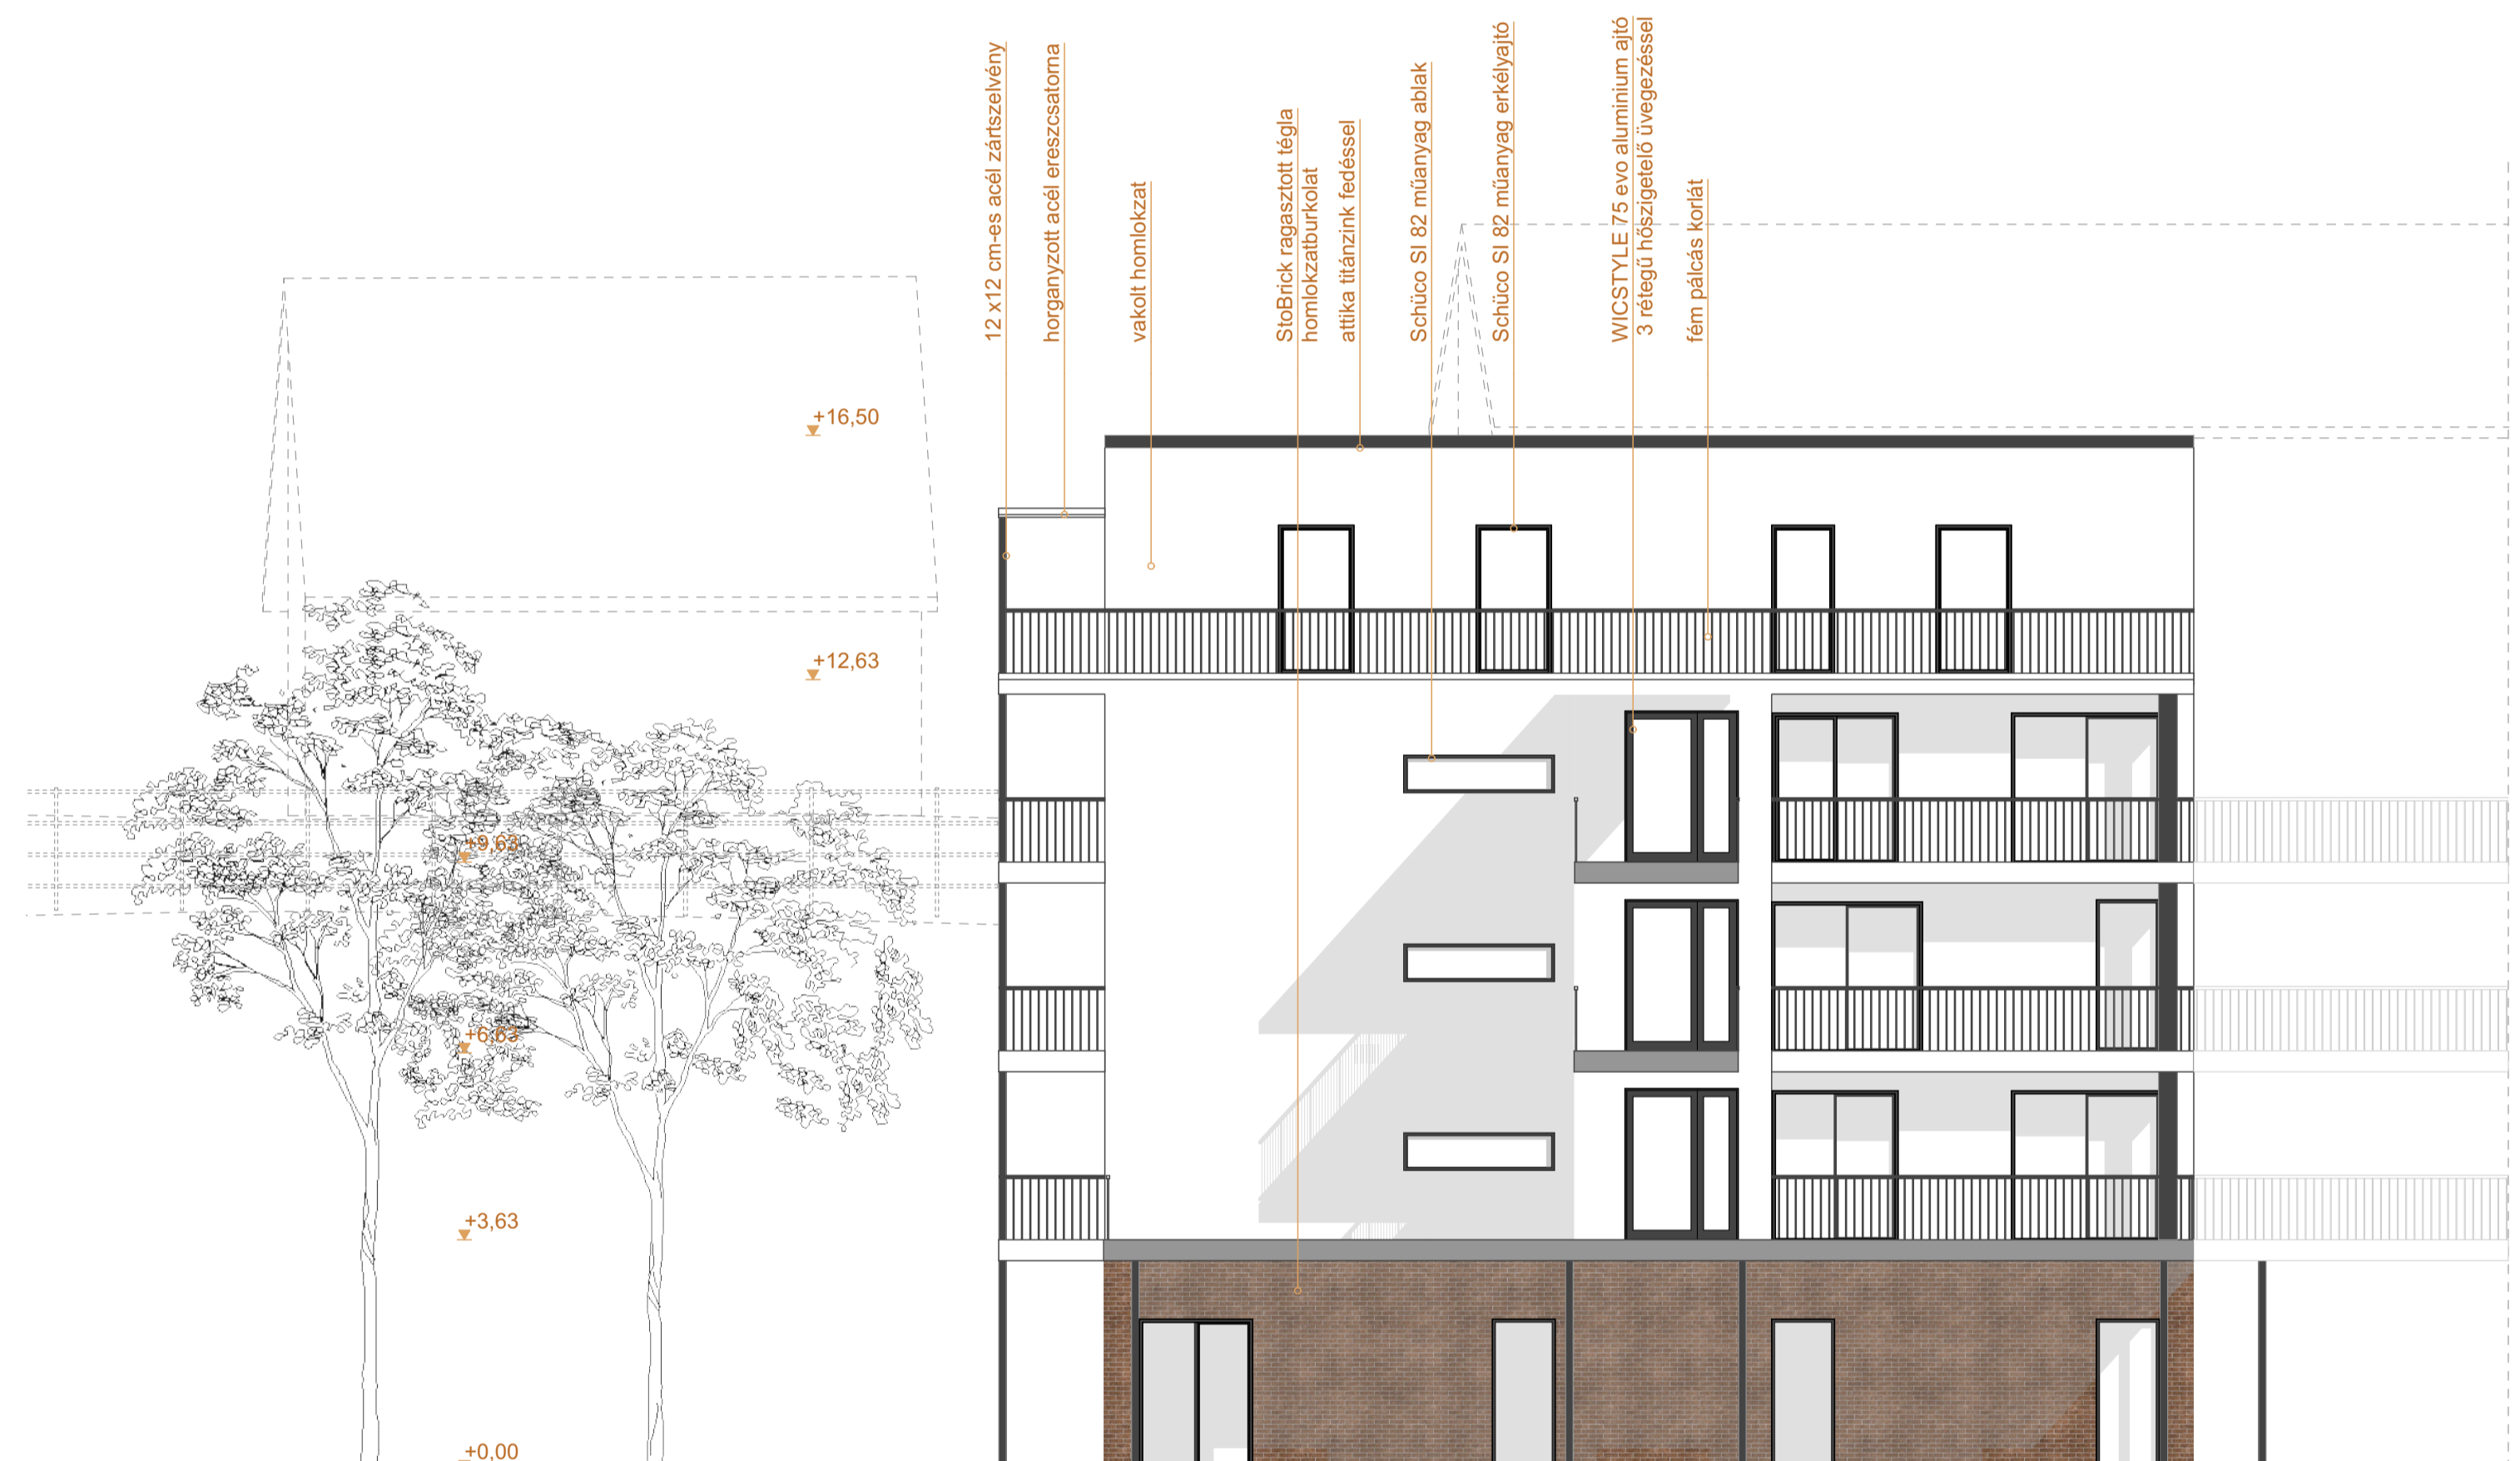 12 x12 cm-es acél zártszelvény
horganyzott acél ereszcsatorna
vakolt homlokzat
StoBrick ragasztott tégla
homlokzatburkolat
attika titánzink fedéssel
Schüco SI 82 műanyag ablak
Schüco SI 82 műanyag erkélyajtó
WICSTYLE 75 evo aluminium ajtó
3 rétegű hőszigetelő üvegezéssel
fém pálcás korlát
+16,50
+12,63
+9,63
+6,63
+3,63
+0,00